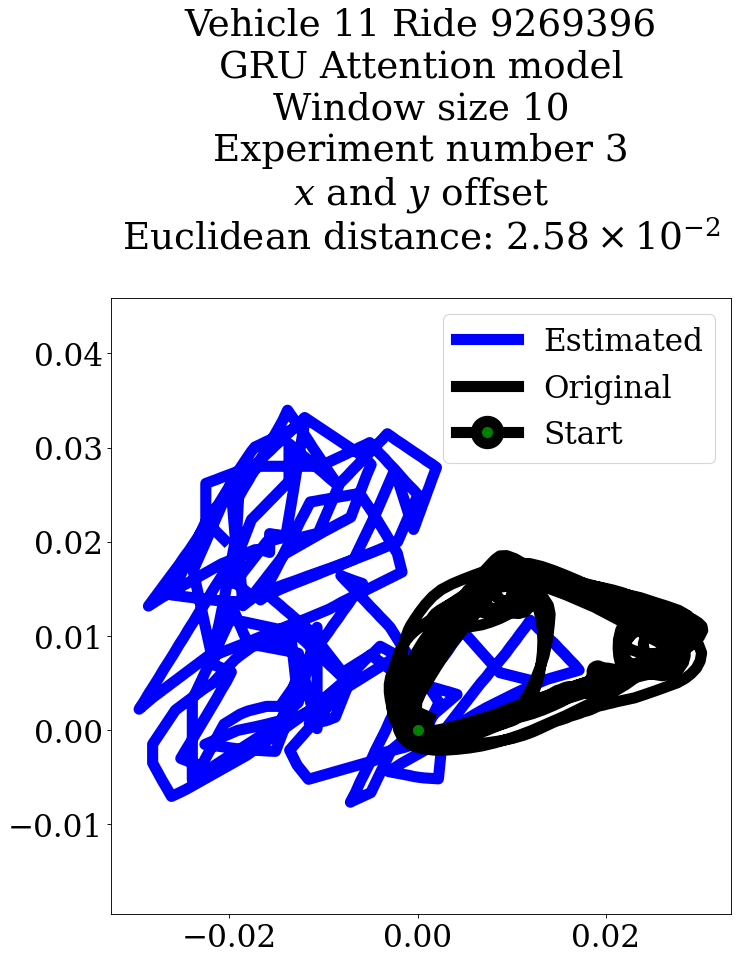 Vehicle 11 Ride 9269396
GRU Attention model
Window size 10
Experiment number 3
x and y offset
Euclidean distance: 2.58 × 10⁻²
Estimated
Original
Start
0.04
0.03
0.02
0.01
0.00
−0.01
−0.02 0.00 0.02